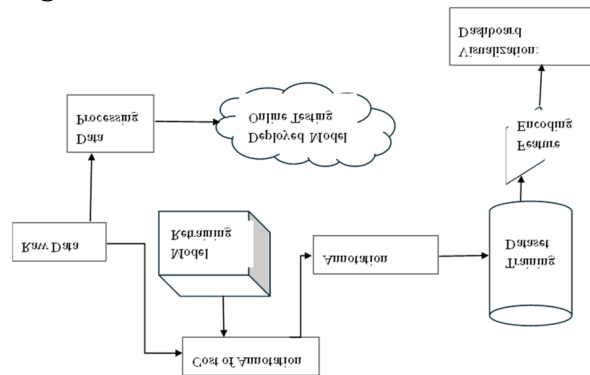 Cost of Annotation
Raw Data
Model
Retraining
Annotation
Training
Dataset
Data
Processing
Deployed Model
Online Testing
Feature
Encoding
Visualization:
Dashboard